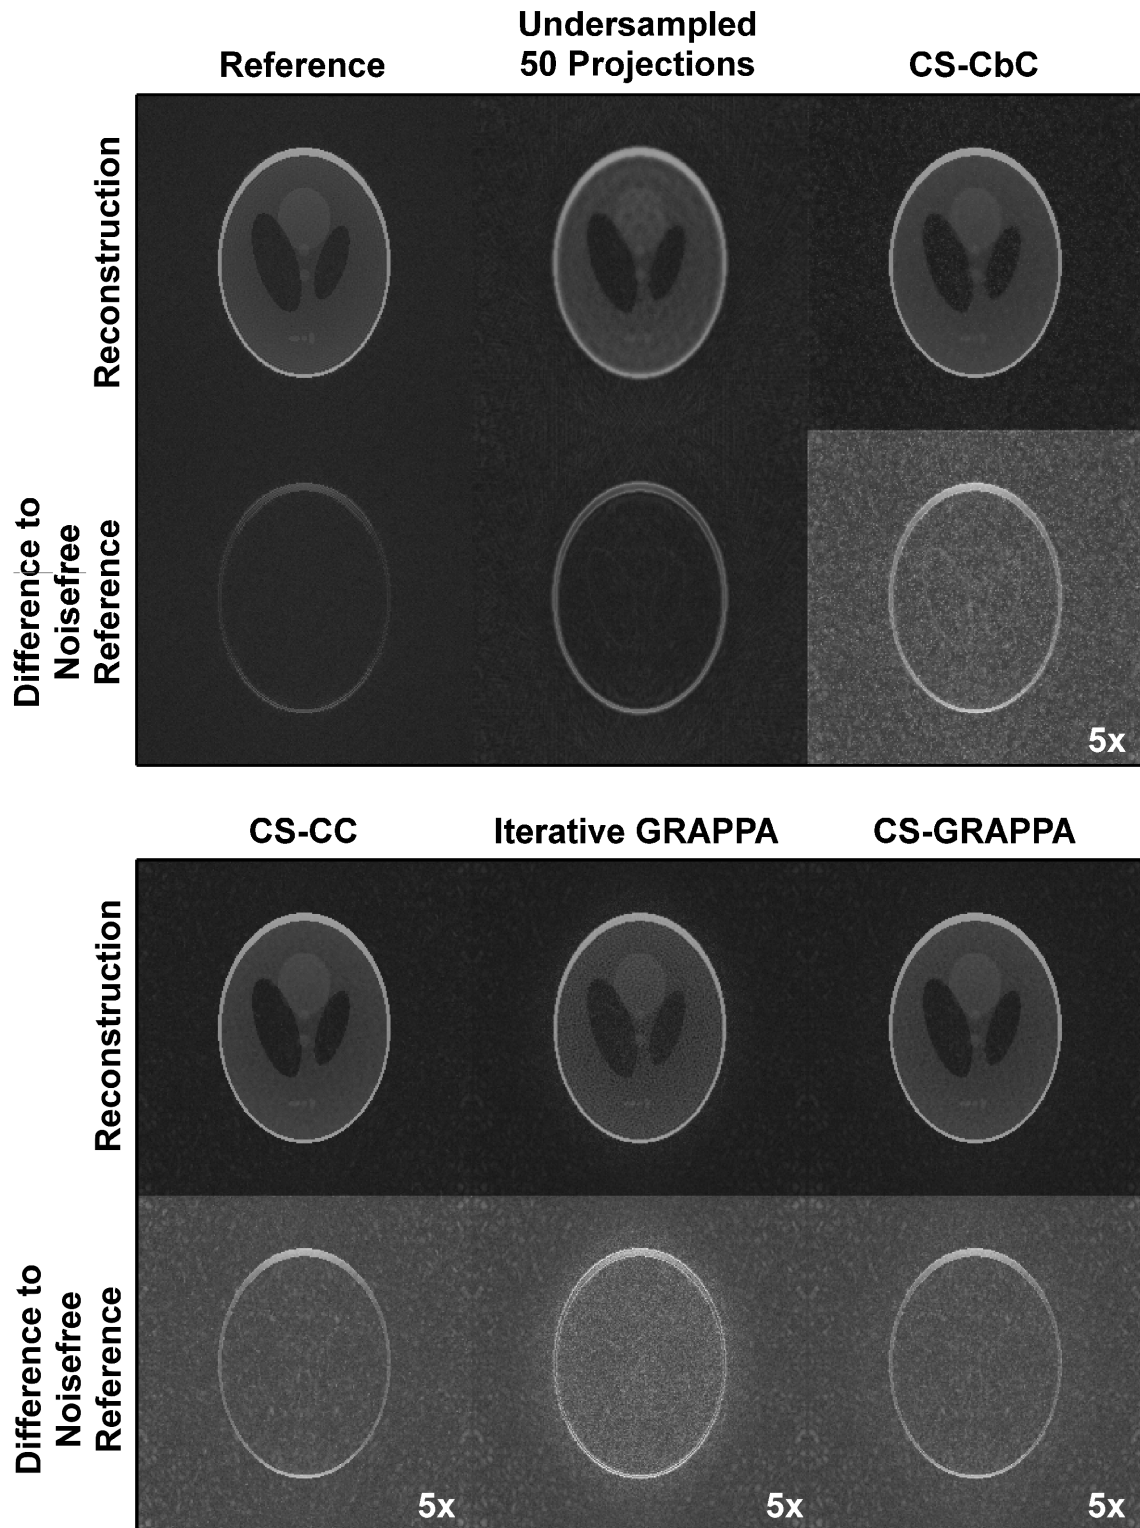 Reference
Undersampled
50 Projections
CS-CbC
Reconstruction
Difference to
Noisefree
Reference
5x
CS-CC
Iterative GRAPPA
CS-GRAPPA
Reconstruction
Difference to
Noisefree
Reference
5x
5x
5x